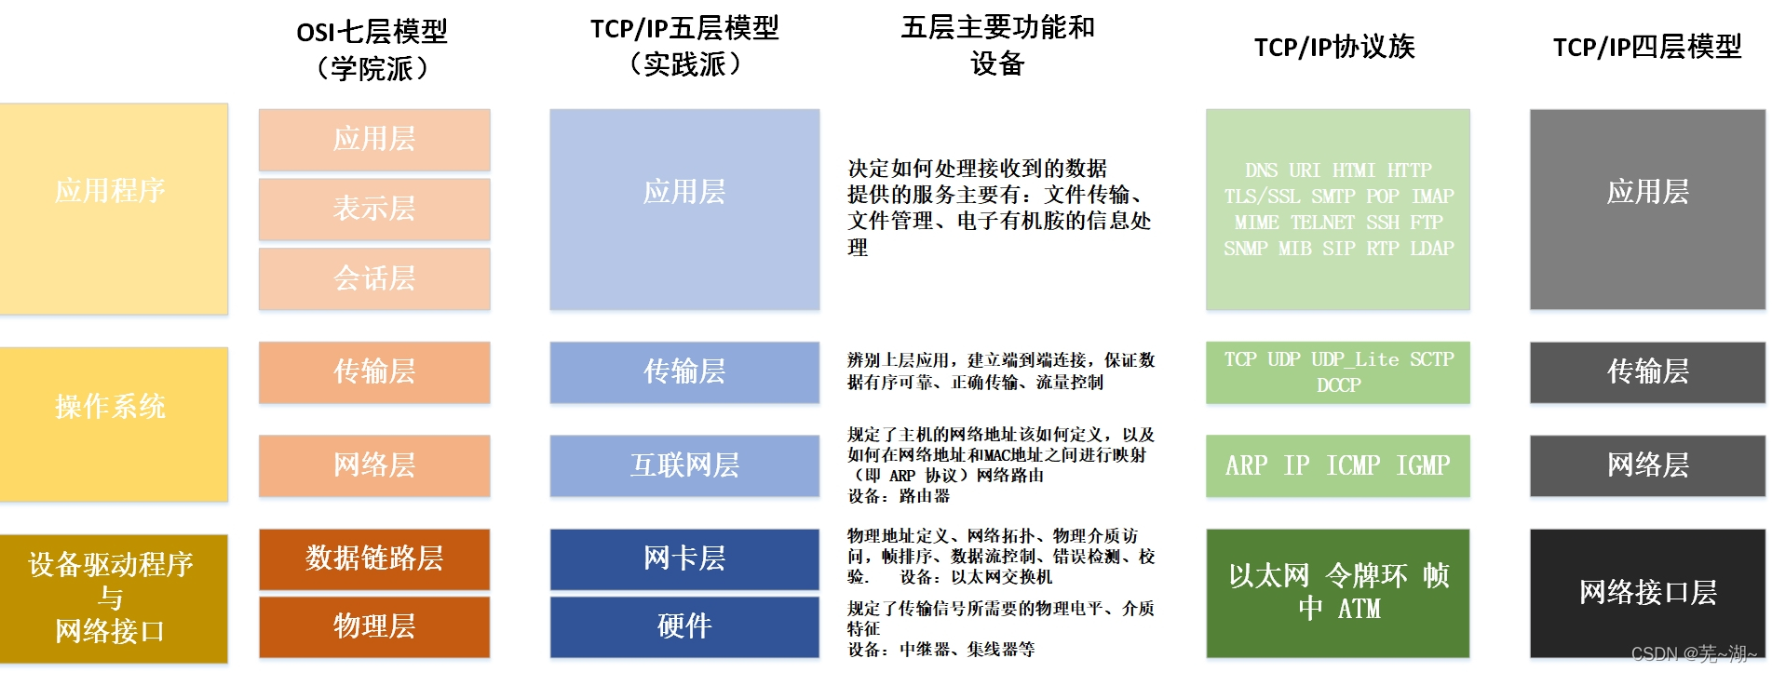 OSI七层模型
（学院派）
TCP/IP五层模型
（实践派）
五层主要功能和
设备
TCP/IP协议族
TCP/IP四层模型
应用程序
应用层
表示层
会话层
应用层
决定如何处理接收到的数据
提供的服务主要有：文件传输、
文件管理、电子有机胺的信息处
理
DNS URI HTMI HTTP
TLS/SSL SMTP POP IMAP
MIME TELNET SSH FTP
SNMP MIB SIP RTP LDAP
应用层
操作系统
传输层
传输层
辨别上层应用，建立端到端连接，保证数
据有序可靠、正确传输、流量控制
TCP UDP UDP_Lite SCTP
DCCP
传输层
网络层
互联网层
规定了主机的网络地址该如何定义，以及
如何在网络地址和MAC地址之间进行映射
（即 ARP 协议）网络路由
设备：路由器
ARP IP ICMP IGMP
网络层
设备驱动程序
与
网络接口
数据链路层
网卡层
物理地址定义、网络拓扑、物理介质访
问，帧排序、数据流控制、错误检测、校
验. 设备：以太网交换机
以太网 令牌环 帧
中 ATM
网络接口层
物理层
硬件
规定了传输信号所需要的物理电平、介质
特征
设备：中继器、集线器等
CSDN @芜~湖~